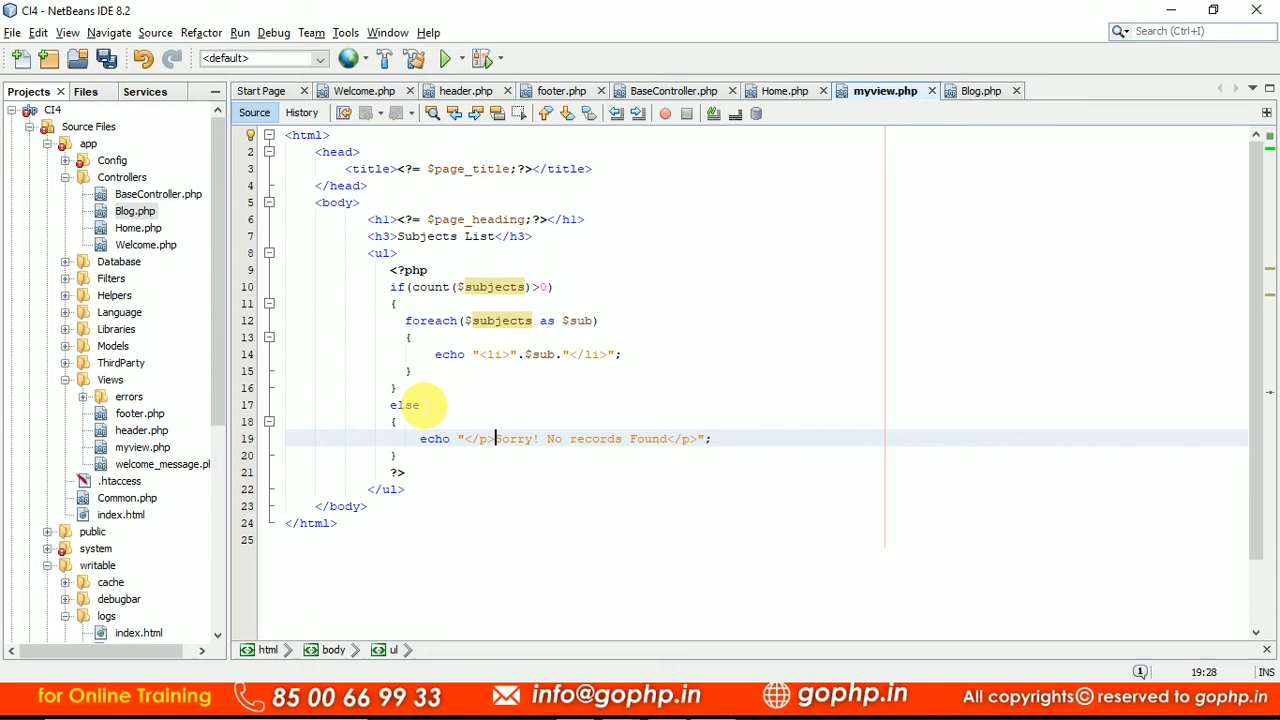 CI4 - NetBeans IDE 8.2
File Edit View Navigate Source Refactor Run Debug Team Tools Window Help
Search (Ctrl+I)
<default>
Projects Files Services
Start Page Welcome.php header.php footer.php BaseController.php Home.php myview.php Blog.php
Source History
CI4
Source Files
app
Config
Controllers
BaseController.php
Blog.php
Home.php
Welcome.php
Database
Filters
Helpers
Language
Libraries
Models
ThirdParty
Views
errors
footer.php
header.php
myview.php
welcome_message.pl
.htaccess
Common.php
index.html
public
system
writable
cache
debugbar
logs
index.html
<html>
2 <head>
3 <title><?= $page_title;?></title>
4 </head>
5 <body>
6 <h1><?= $page_heading;?></h1>
7 <h3>Subjects List</h3>
8 <ul>
9 <?php
10 if(count($subjects)>0)
11 {
12 foreach($subjects as $sub)
13 {
14 echo "<li>".$sub."</li>";
15 }
16 }
17 else
18 {
19 echo "</p>Sorry! No records Found</p>";
20 }
21 ?>
22 </ul>
23 </body>
24 </html>
25
html body ul
1
19:28 INS
for Online Training 85 00 66 99 33 info@gophp.in gophp.in All copyrights© reserved to gophp.in